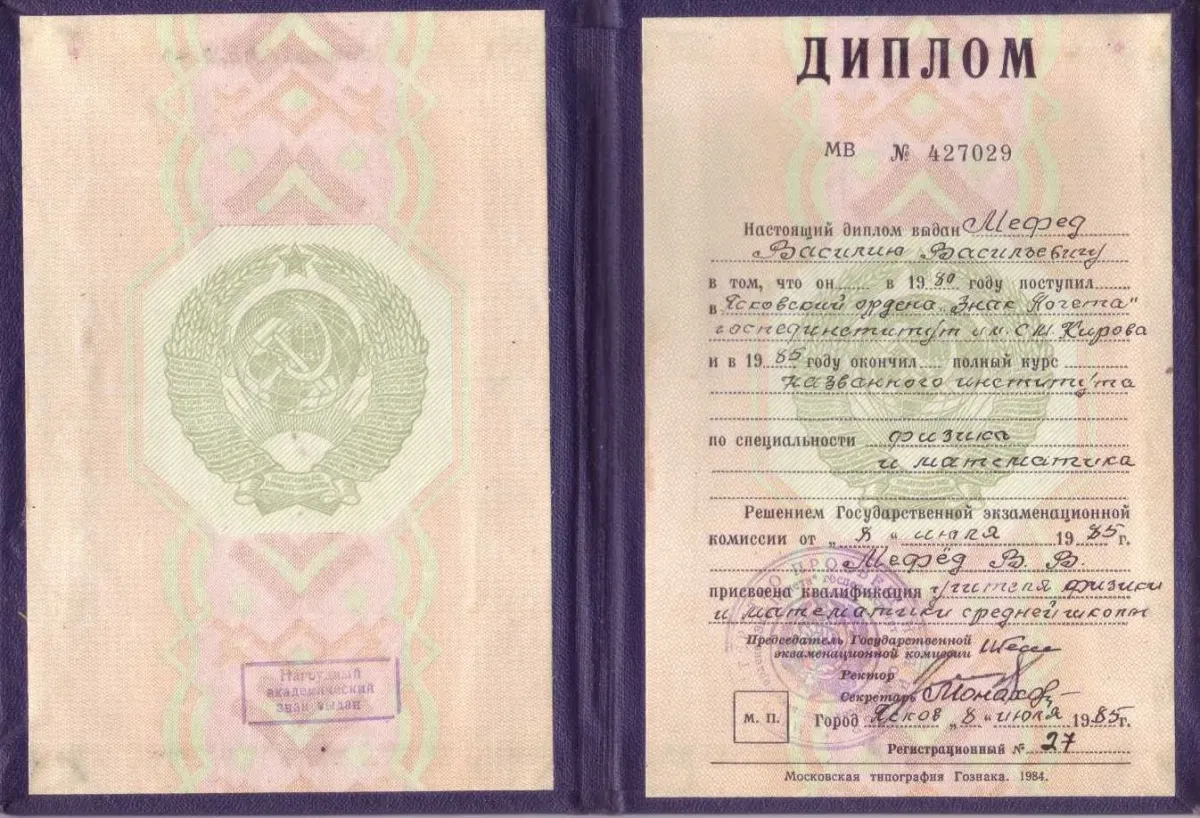 Нагрудный
академический
знак выдан
ДИПЛОМ
МВ № 427029
Настоящий диплом выдан Мефед
Василию Васильевичу
в том, что он в 1980 году поступил
в Псковский ордена „Знак Почета"
госпединститут им. С.М. Кирова
и в 1985 году окончил полный курс
названного института
по специальности физика
и математика
Решением Государственной экзаменационной
комиссии от „8" июля 1985 г.
Мефёд В. В.
присвоена квалификация учителя физики
и математики средней школы
Председатель Государственной
экзаменационной комиссии
Ректор
Секретарь
М. П. Город Псков „8" июля 1985 г.
Регистрационный № 27
Московская типография Гознака. 1984.